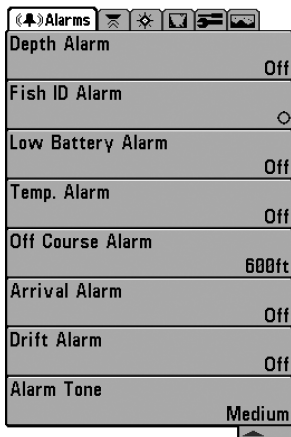 Alarms
Depth Alarm
Off
Fish ID Alarm
Low Battery Alarm
Off
Temp. Alarm
Off
Off Course Alarm
600ft
Arrival Alarm
Off
Drift Alarm
Off
Alarm Tone
Medium